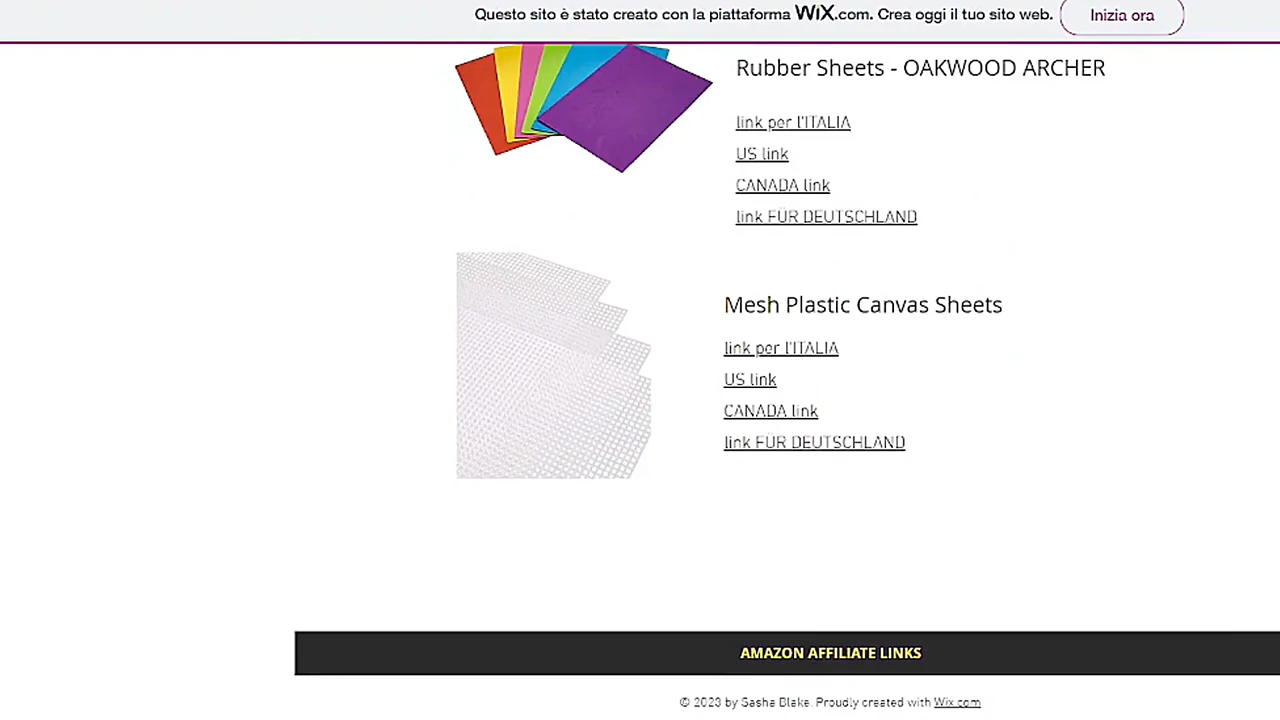 Questo sito è stato creato con la piattaforma WiX.com. Crea oggi il tuo sito web.
Inizia ora
Rubber Sheets - OAKWOOD ARCHER
link per l'ITALIA
US link
CANADA link
link FÜR DEUTSCHLAND
Mesh Plastic Canvas Sheets
link per l'ITALIA
US link
CANADA link
link FÜR DEUTSCHLAND
AMAZON AFFILIATE LINKS
© 2023 by Sasha Blake. Proudly created with Wix.com